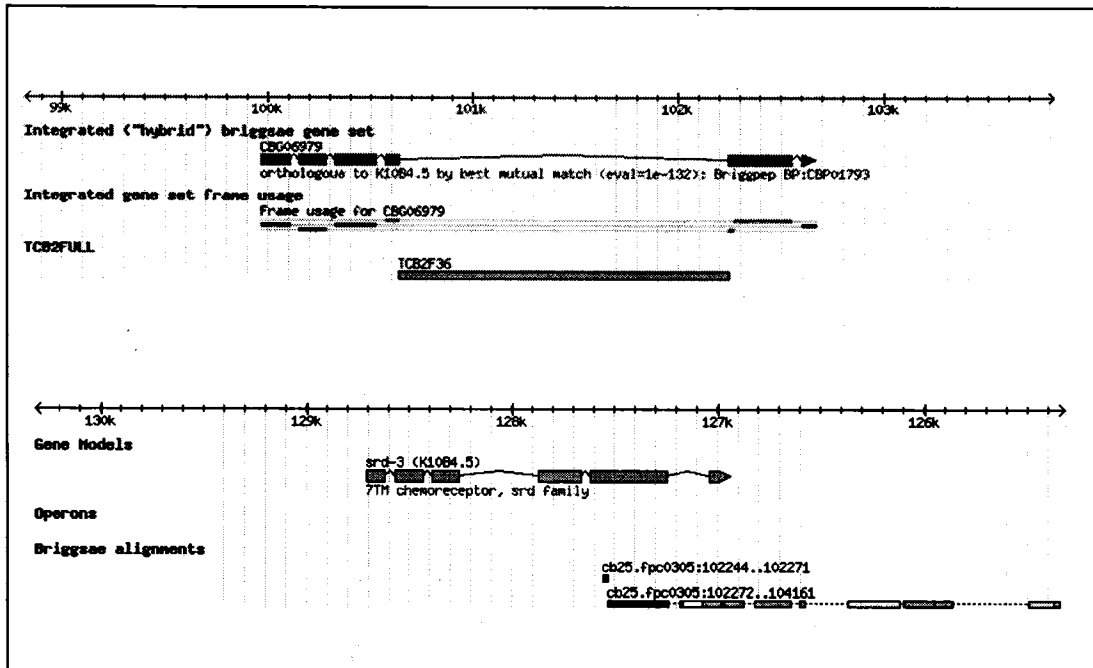 99k 100k 101k 102k 103k
Integrated ("hybrid") briggsae gene set
CBG06979
orthologous to K10B4.5 by best mutual match (eval=1e-132); Briggpep BP:CBP01793
Integrated gene set frame usage
Frame usage for CBG06979
TCB2FULL
TCB2F36
130k 129k 128k 127k 126k
Gene Models
srd-3 (K10B4.5)
7TM chemoreceptor, srd family
Operons
Briggsae alignments
cb25.fpc0305:102244..102271
cb25.fpc0305:102272..104161